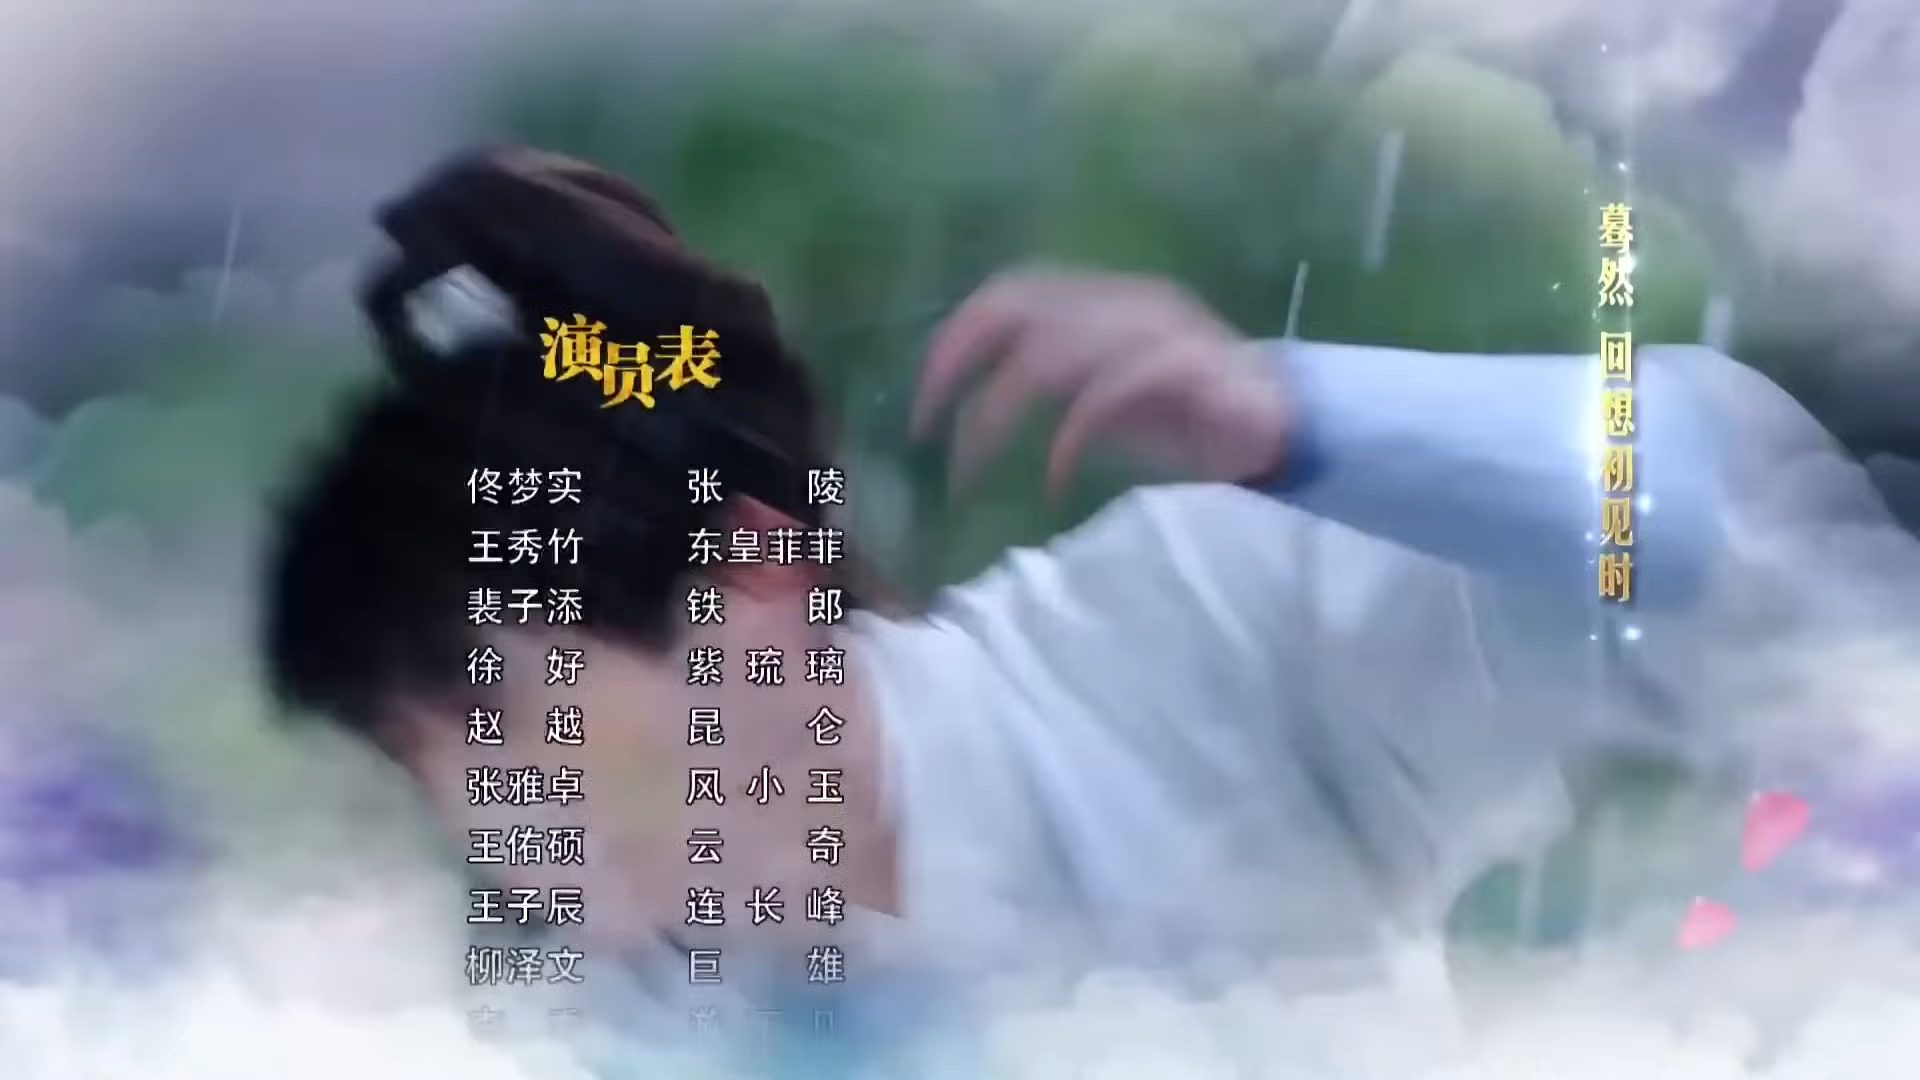 演员表
佟梦实 张陵
王秀竹 东皇菲菲
裴子添 铁郎
徐好 紫琉璃
赵越 昆仑
张雅卓 风小玉
王佑硕 云奇
王子辰 连长峰
柳泽文 巨雄
蓦然 回想初见时